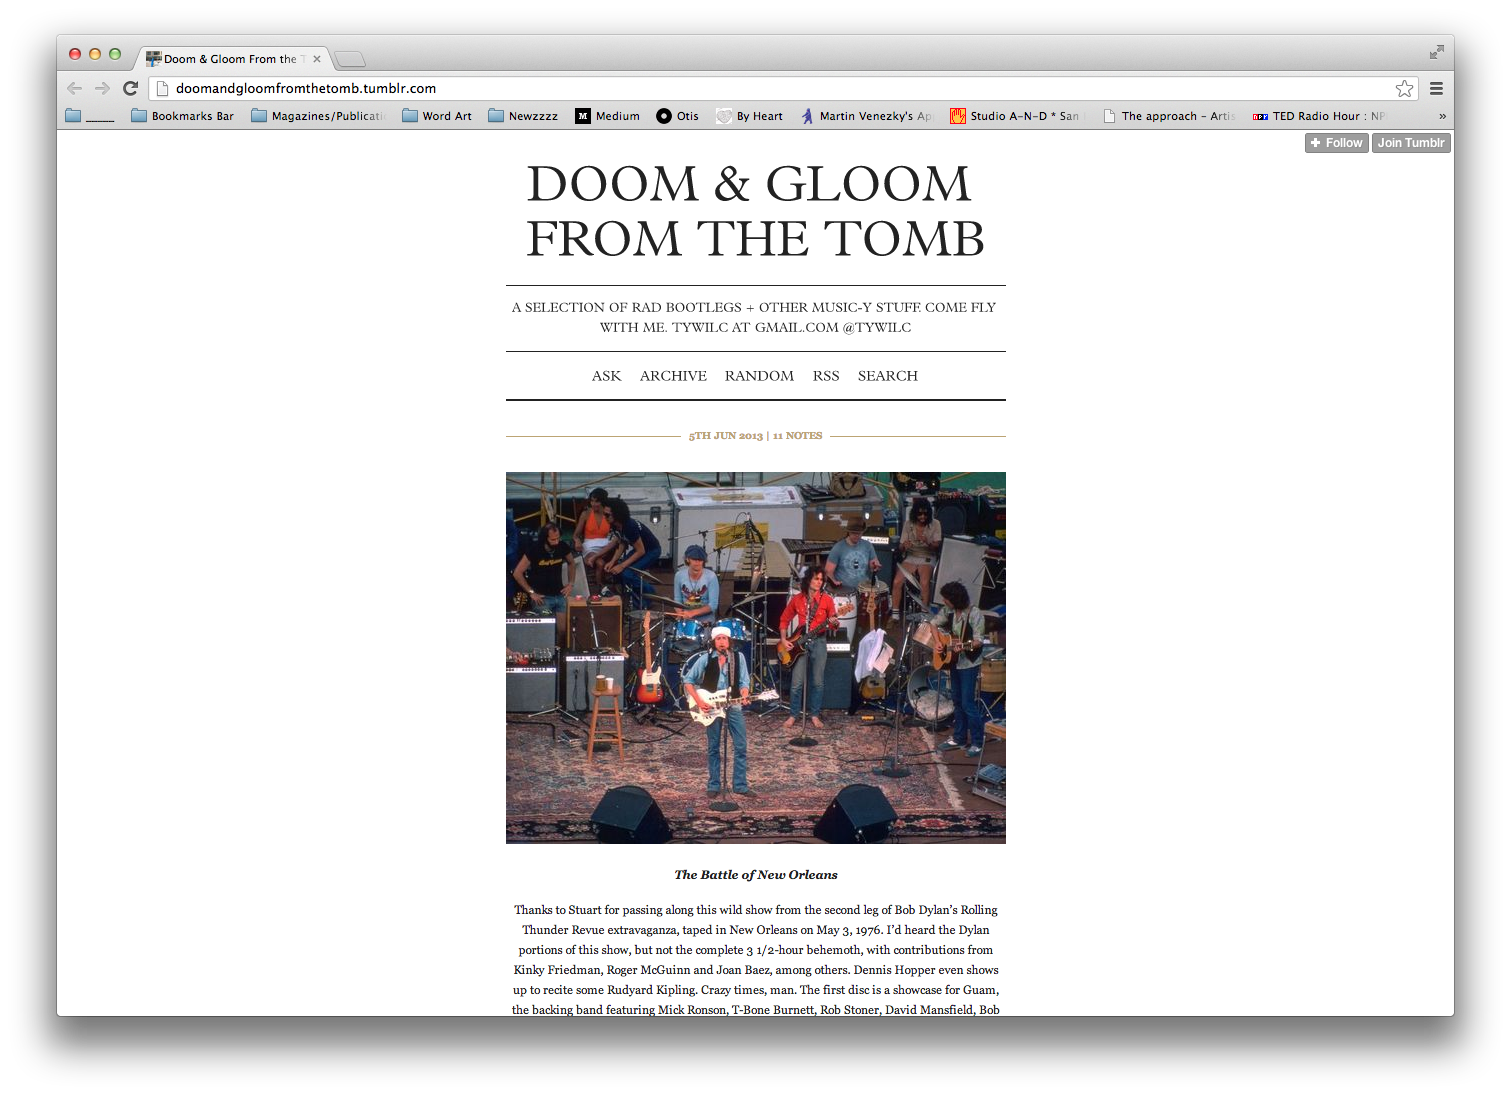 Doom & Gloom From the T
doomandgloomfromthetomb.tumblr.com
_____ Bookmarks Bar Magazines/Publicati Word Art Newzzzz M Medium Otis By Heart Martin Venezky's Ap Studio A-N-D * San The approach - Artis npr TED Radio Hour : NP »
Follow Join Tumblr
DOOM & GLOOM
FROM THE TOMB
A SELECTION OF RAD BOOTLEGS + OTHER MUSIC-Y STUFF. COME FLY
WITH ME. TYWILC AT GMAIL.COM @TYWILC
ASK ARCHIVE RANDOM RSS SEARCH
5TH JUN 2013 | 11 NOTES
The Battle of New Orleans
Thanks to Stuart for passing along this wild show from the second leg of Bob Dylan's Rolling
Thunder Revue extravaganza, taped in New Orleans on May 3, 1976. I'd heard the Dylan
portions of this show, but not the complete 3 1/2-hour behemoth, with contributions from
Kinky Friedman, Roger McGuinn and Joan Baez, among others. Dennis Hopper even shows
up to recite some Rudyard Kipling. Crazy times, man. The first disc is a showcase for Guam,
the backing band featuring Mick Ronson, T-Bone Burnett, Rob Stoner, David Mansfield, Bob